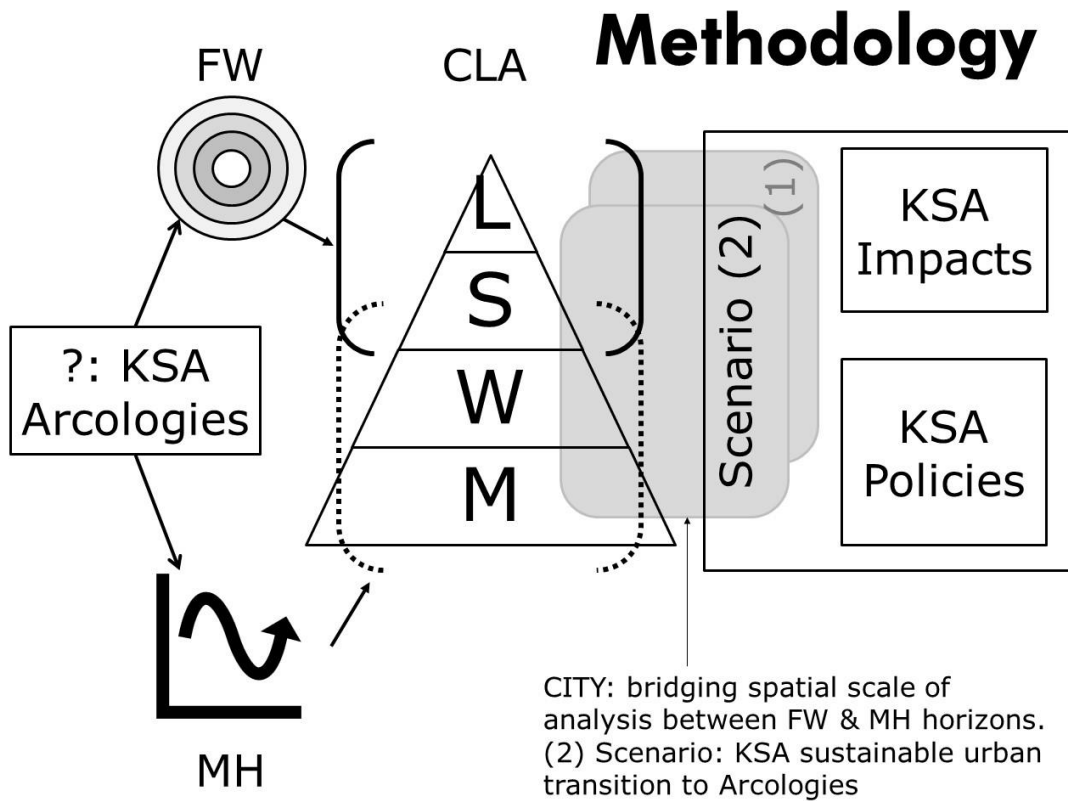 Methodology
FW
CLA
L
S
W
M
?: KSA
Arcologies
MH
(1)
Scenario (2)
KSA
Impacts
KSA
Policies
CITY: bridging spatial scale of
analysis between FW & MH horizons.
(2) Scenario: KSA sustainable urban
transition to Arcologies